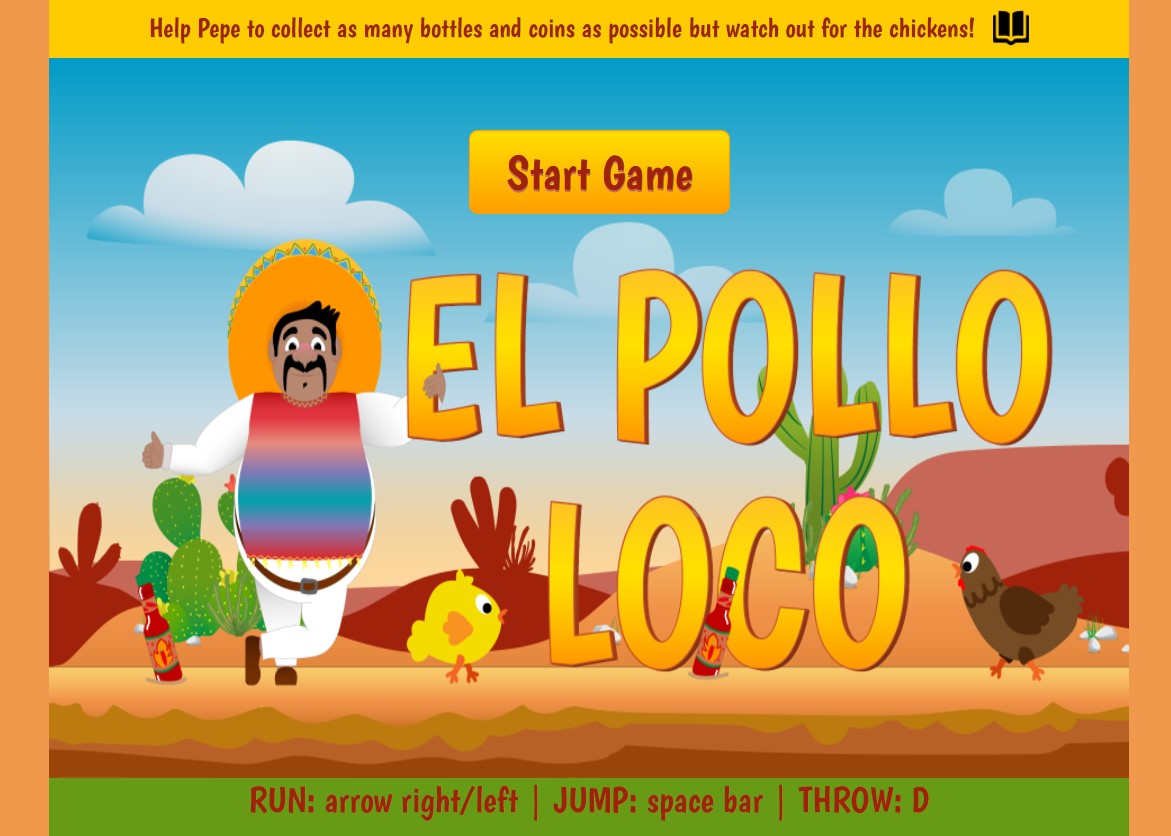 Help Pepe to collect as many bottles and coins as possible but watch out for the chickens!
Start Game
EL POLLO
LOCO
RUN: arrow right/left | JUMP: space bar | THROW: D